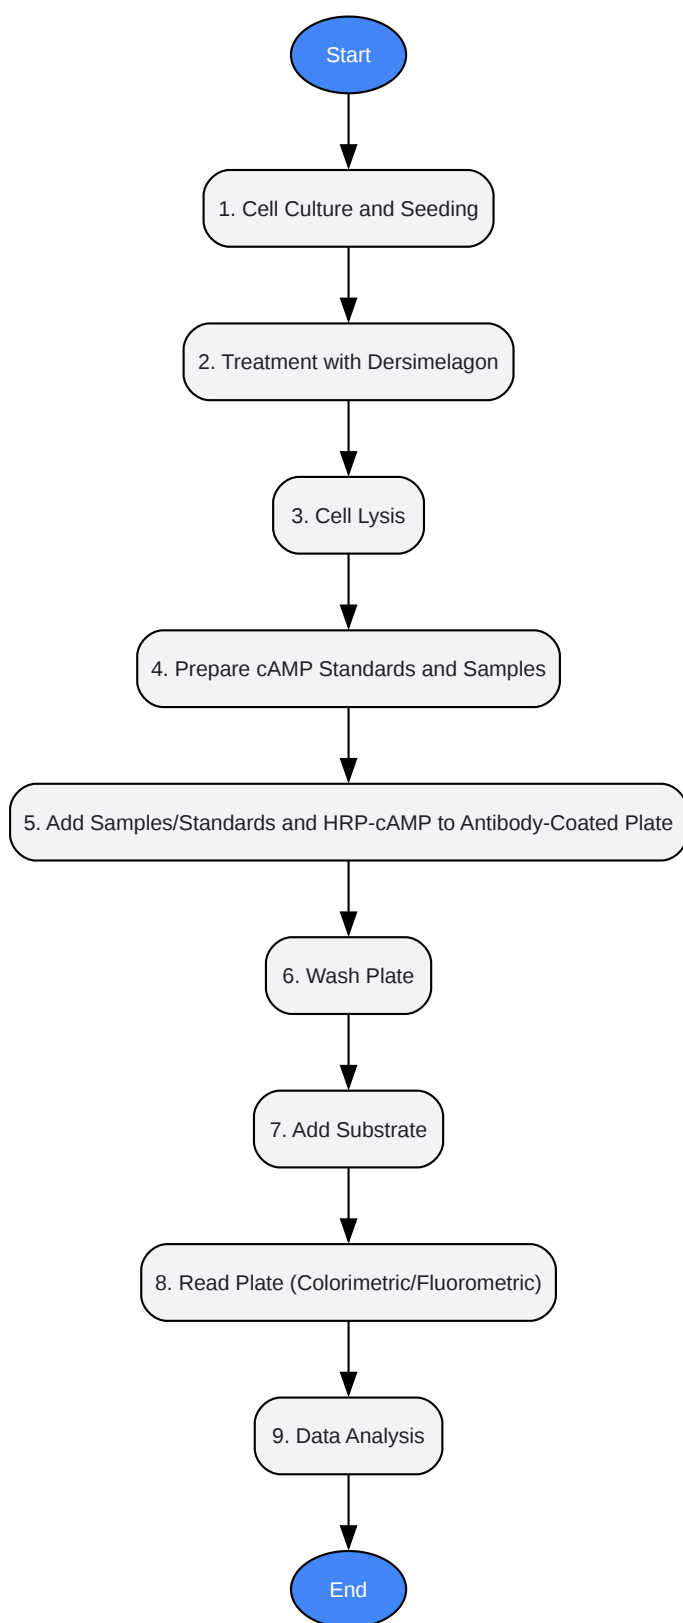 Start
1. Cell Culture and Seeding
2. Treatment with Dersimelagon
3. Cell Lysis
4. Prepare cAMP Standards and Samples
5. Add Samples/Standards and HRP-cAMP to Antibody-Coated Plate
6. Wash Plate
7. Add Substrate
8. Read Plate (Colorimetric/Fluorometric)
9. Data Analysis
End